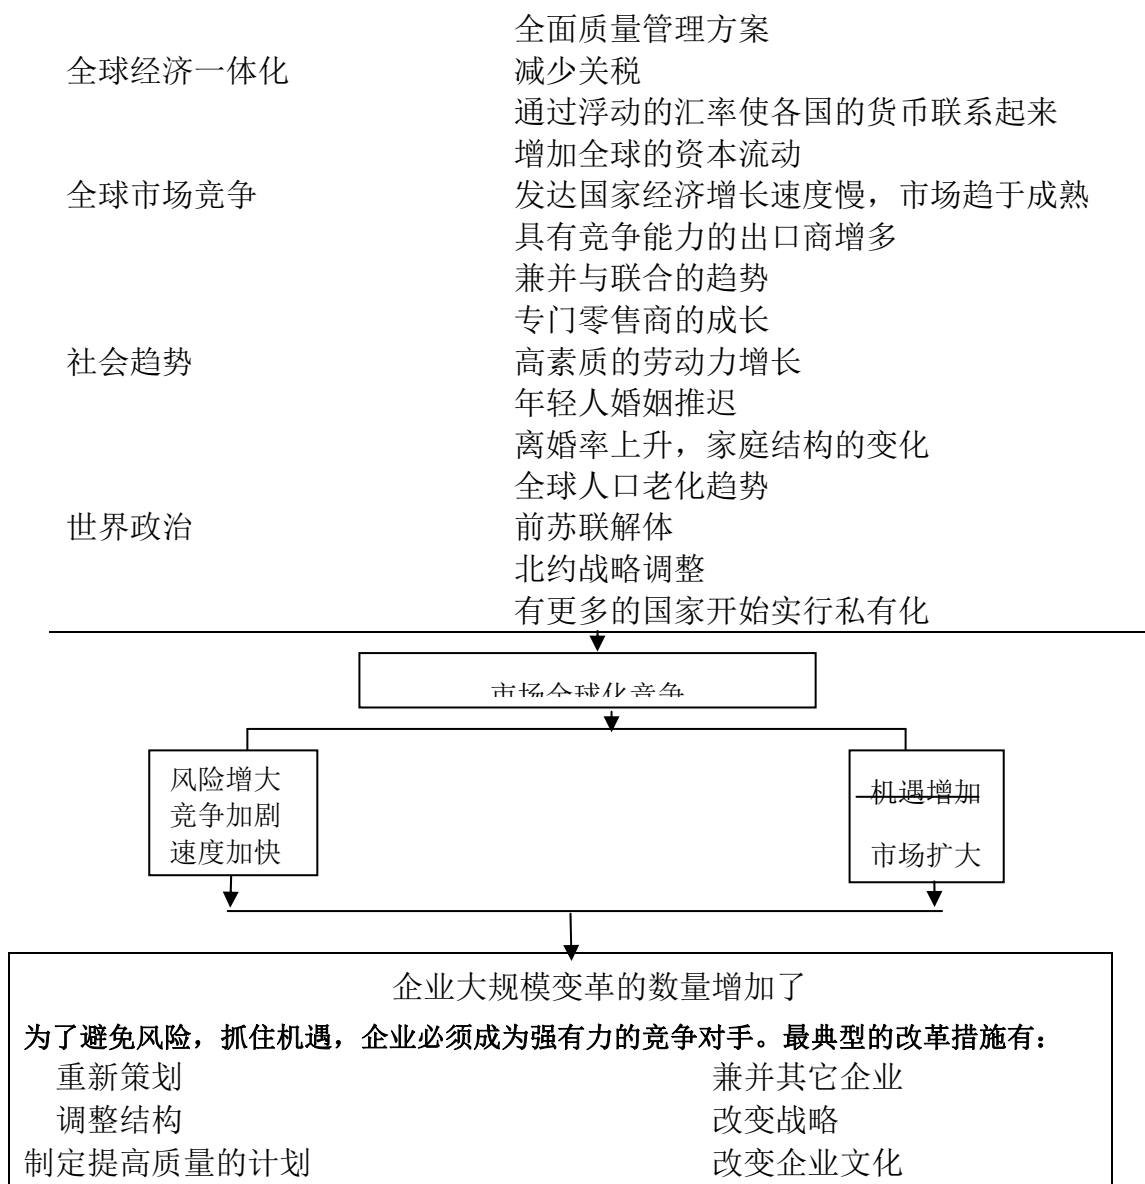 全面质量管理方案
全球经济一体化 减少关税
通过浮动的汇率使各国的货币联系起来
增加全球的资本流动
全球市场竞争 发达国家经济增长速度慢，市场趋于成熟
具有竞争能力的出口商增多
兼并与联合的趋势
专门零售商的成长
社会趋势 高素质的劳动力增长
年轻人婚姻推迟
离婚率上升，家庭结构的变化
全球人口老化趋势
世界政治 前苏联解体
北约战略调整
有更多的国家开始实行私有化
市场全球化竞争
风险增大
竞争加剧
速度加快
机遇增加
市场扩大
企业大规模变革的数量增加了
为了避免风险，抓住机遇，企业必须成为强有力的竞争对手。最典型的改革措施有：
重新策划 兼并其它企业
调整结构 改变战略
制定提高质量的计划 改变企业文化